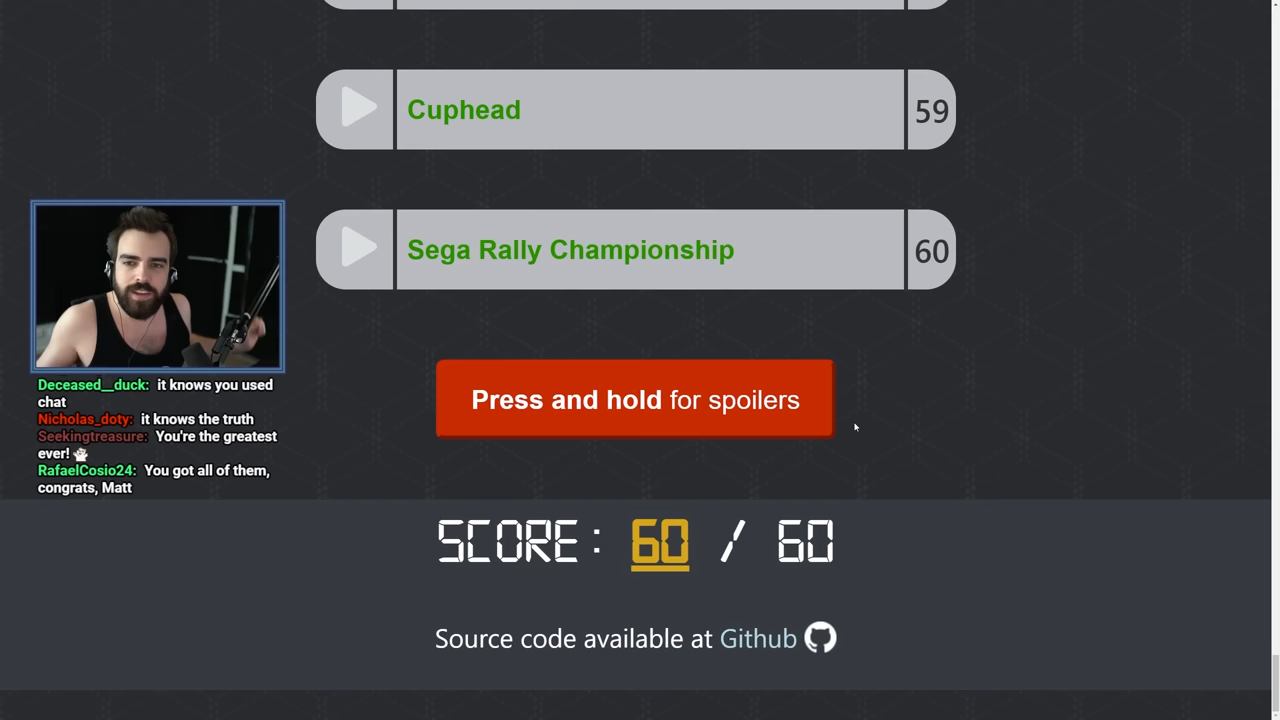 Cuphead
59
Sega Rally Championship
60
Deceased__duck: it knows you used
chat
Nicholas_doty: it knows the truth
Seekingtreasure: You're the greatest
ever!
RafaelCosio24: You got all of them,
congrats, Matt
Press and hold for spoilers
SCORE: 60 / 60
Source code available at Github